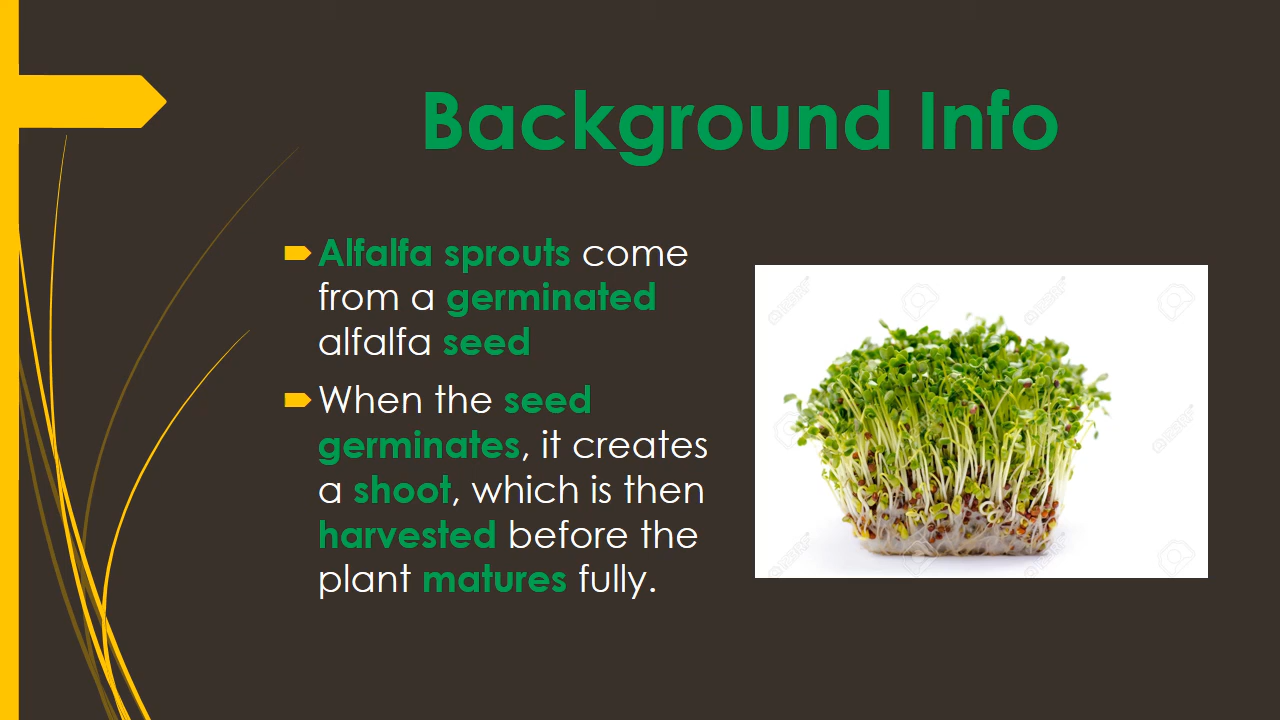 Background Info
Alfalfa sprouts come
from a germinated
alfalfa seed
When the seed
germinates, it creates
a shoot, which is then
harvested before the
plant matures fully.